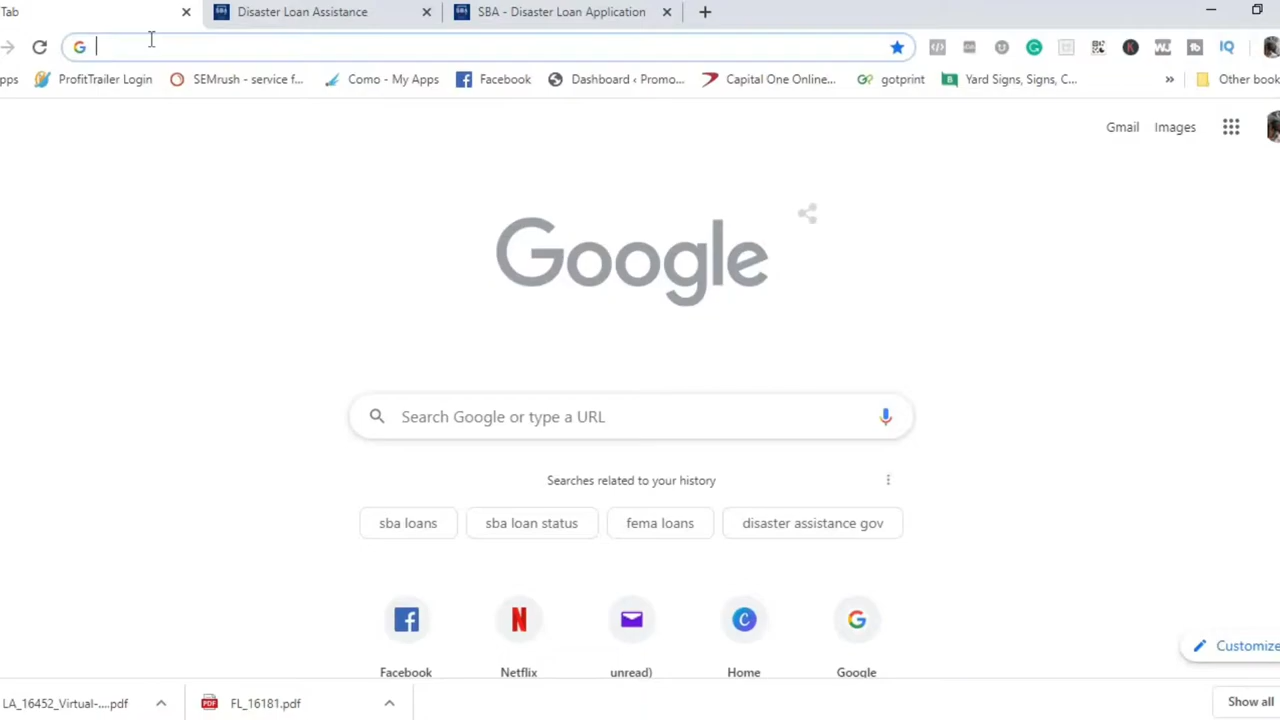 Tab
Disaster Loan Assistance
SBA - Disaster Loan Application
pps
ProfitTrailer Login
SEMrush - service f...
Como - My Apps
Facebook
Dashboard ‹ Promo...
Capital One Online...
gotprint
Yard Signs, Signs, C...
»
Other book
Gmail
Images
Google
Search Google or type a URL
Searches related to your history
sba loans
sba loan status
fema loans
disaster assistance gov
Facebook
Netflix
unread)
Home
Google
Customize
LA_16452_Virtual-....pdf
FL_16181.pdf
Show all